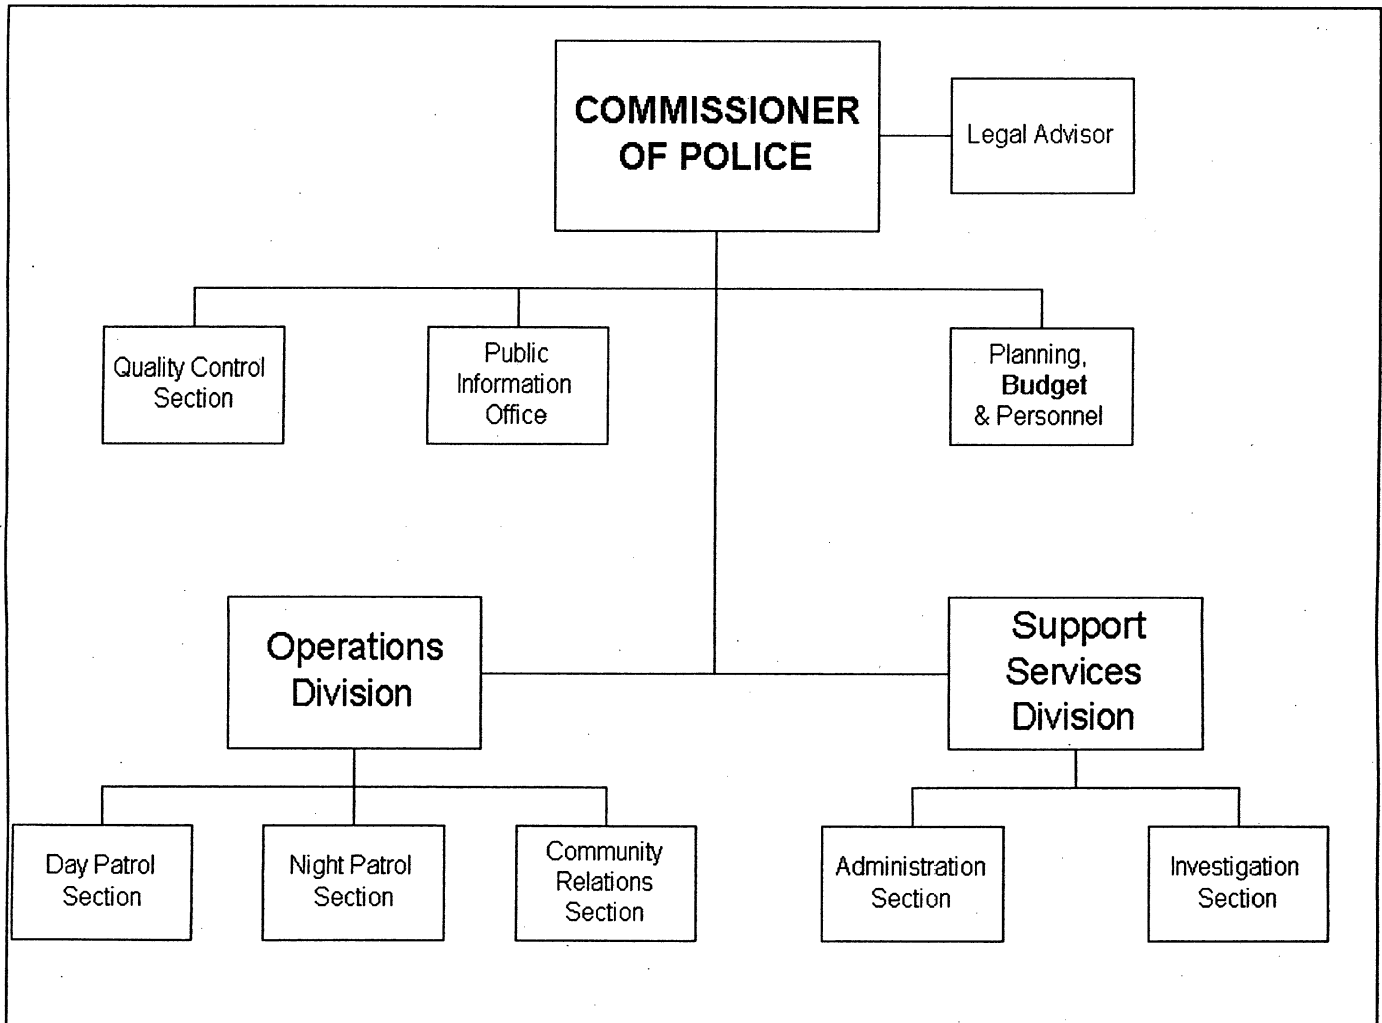 COMMISSIONER
OF POLICE
Legal Advisor
Quality Control
Section
Public
Information
Office
Planning,
Budget
& Personnel
Operations
Division
Support
Services
Division
Day Patrol
Section
Night Patrol
Section
Community
Relations
Section
Administration
Section
Investigation
Section